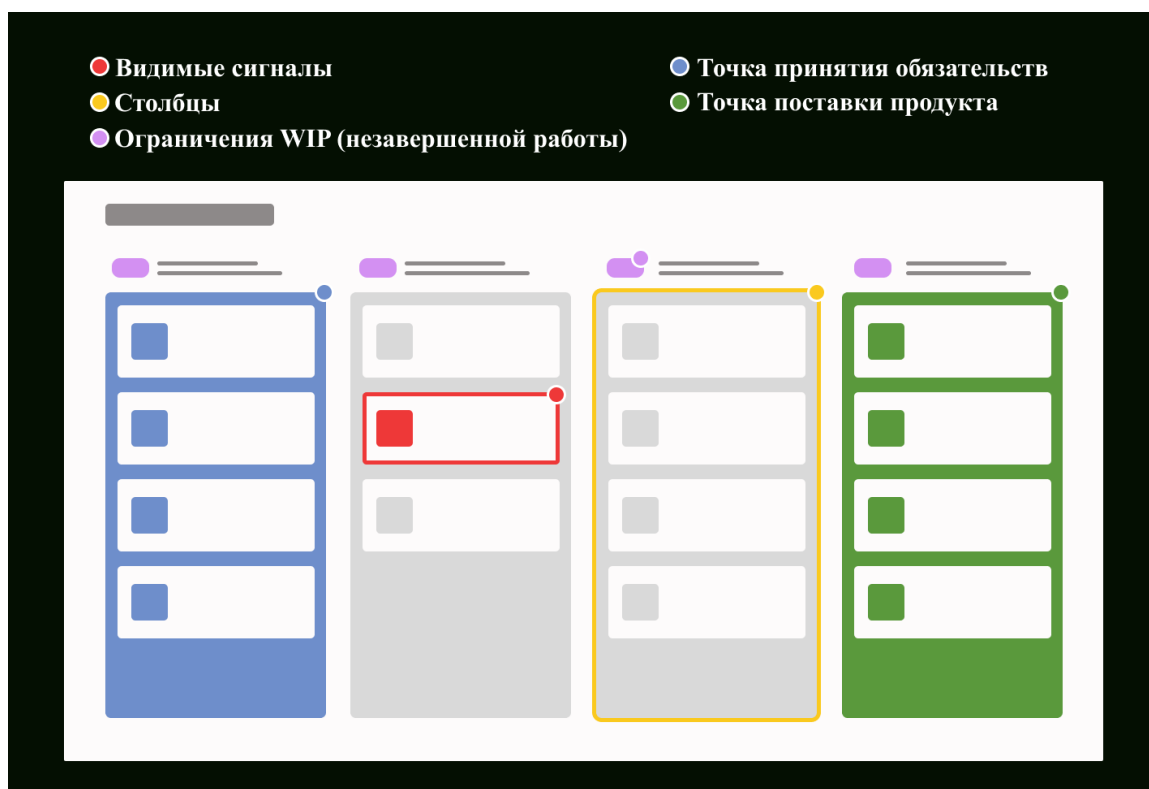 Видимые сигналы
Столбцы
Ограничения WIP (незавершенной работы)
Точка принятия обязательств
Точка поставки продукта